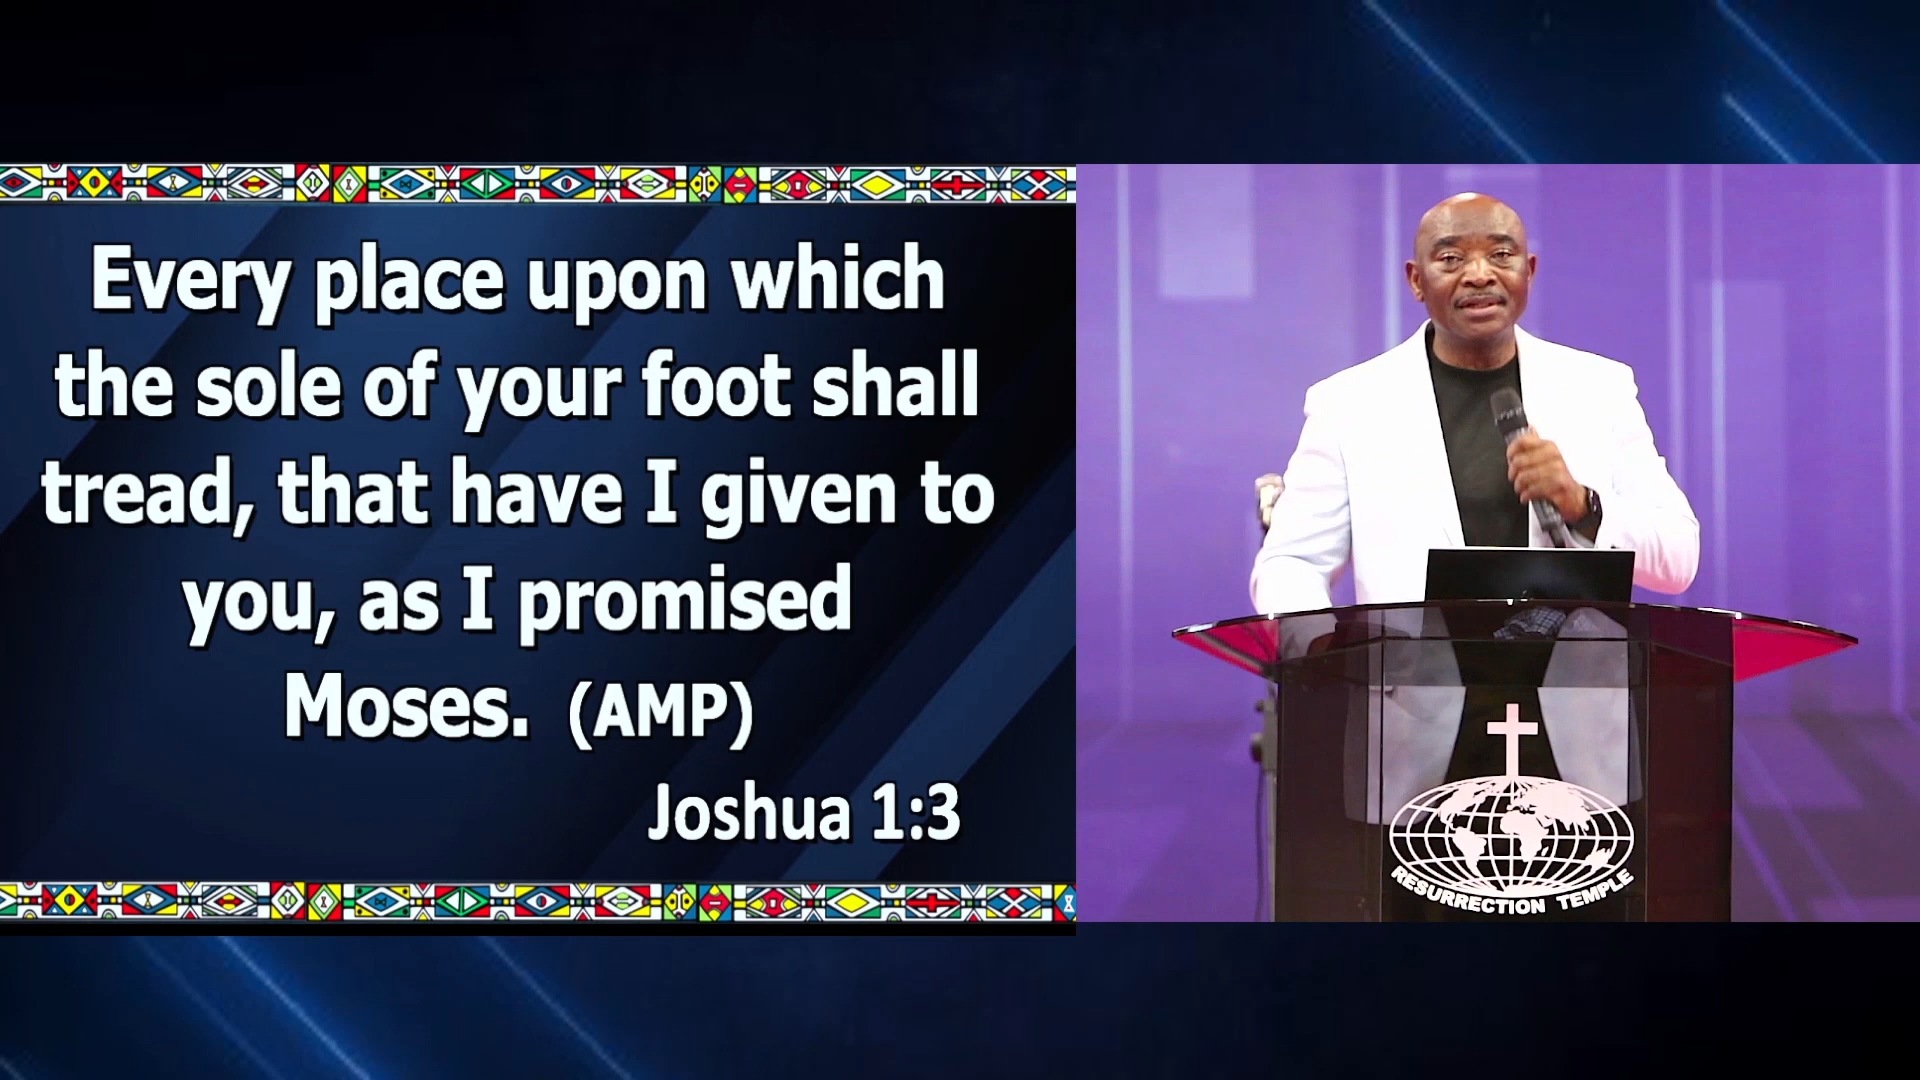 Every place upon which
the sole of your foot shall
tread, that have I given to
you, as I promised
Moses. (AMP)
Joshua 1:3
RESURRECTION TEMPLE